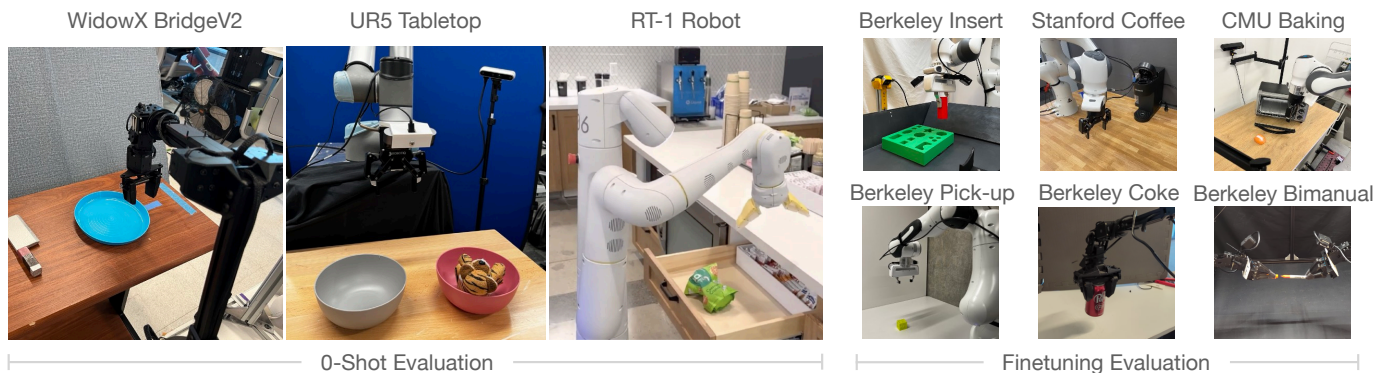 WidowX BridgeV2
UR5 Tabletop
RT-1 Robot
Berkeley Insert
Stanford Coffee
CMU Baking
Berkeley Pick-up
Berkeley Coke
Berkeley Bimanual
0-Shot Evaluation
Finetuning Evaluation